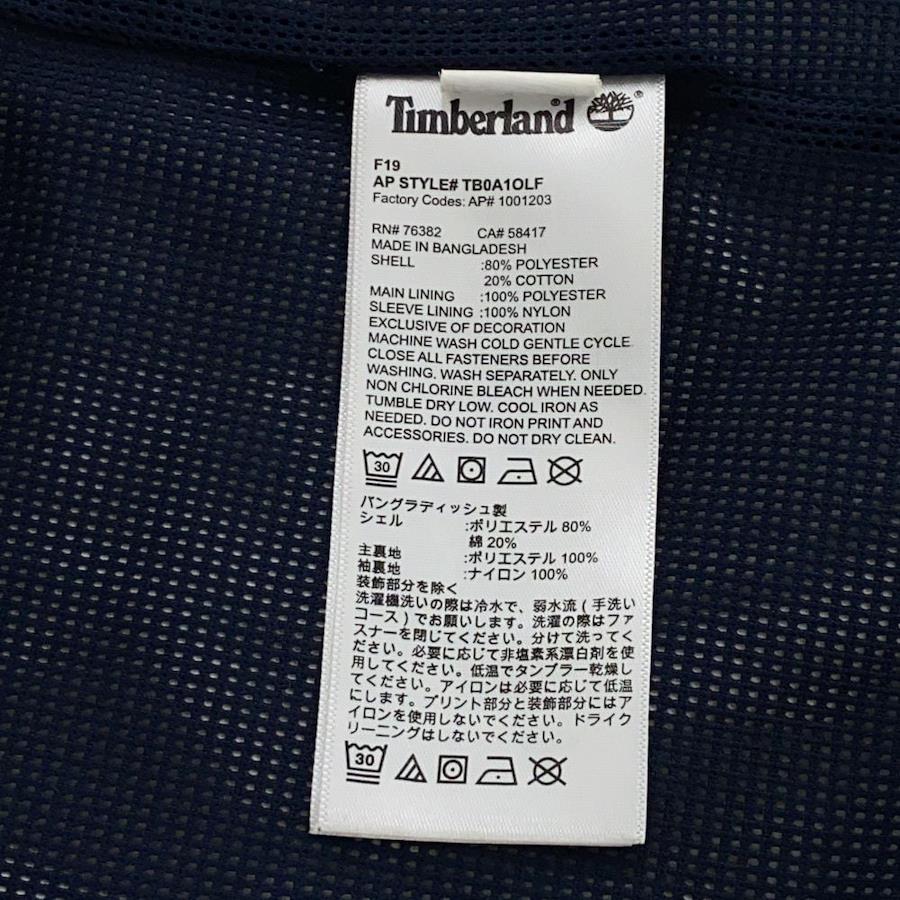 Timberland ®
F19
AP STYLE# TB0A1OLF
Factory Codes: AP# 1001203
RN# 76382 CA# 58417
MADE IN BANGLADESH
SHELL :80% POLYESTER
20% COTTON
MAIN LINING :100% POLYESTER
SLEEVE LINING :100% NYLON
EXCLUSIVE OF DECORATION
MACHINE WASH COLD GENTLE CYCLE.
CLOSE ALL FASTENERS BEFORE
WASHING. WASH SEPARATELY. ONLY
NON CHLORINE BLEACH WHEN NEEDED.
TUMBLE DRY LOW. COOL IRON AS
NEEDED. DO NOT IRON PRINT AND
ACCESSORIES. DO NOT DRY CLEAN.
30
バングラディッシュ製
シェル :ポリエステル 80%
綿 20%
主裏地 :ポリエステル 100%
袖裏地 :ナイロン 100%
装飾部分を除く
洗濯機洗いの際は冷水で、弱水流(手洗い
コース)でお願いします。洗濯の際はファ
スナーを閉じてください。分けて洗ってく
ださい。必要に応じて非塩素系漂白剤を使
用してください。低温でタンブラー乾燥し
てください。アイロンは必要に応じて低温
にします。プリント部分と装飾部分にはア
イロンを使用しないでください。ドライク
リーニングはしないでください。
30